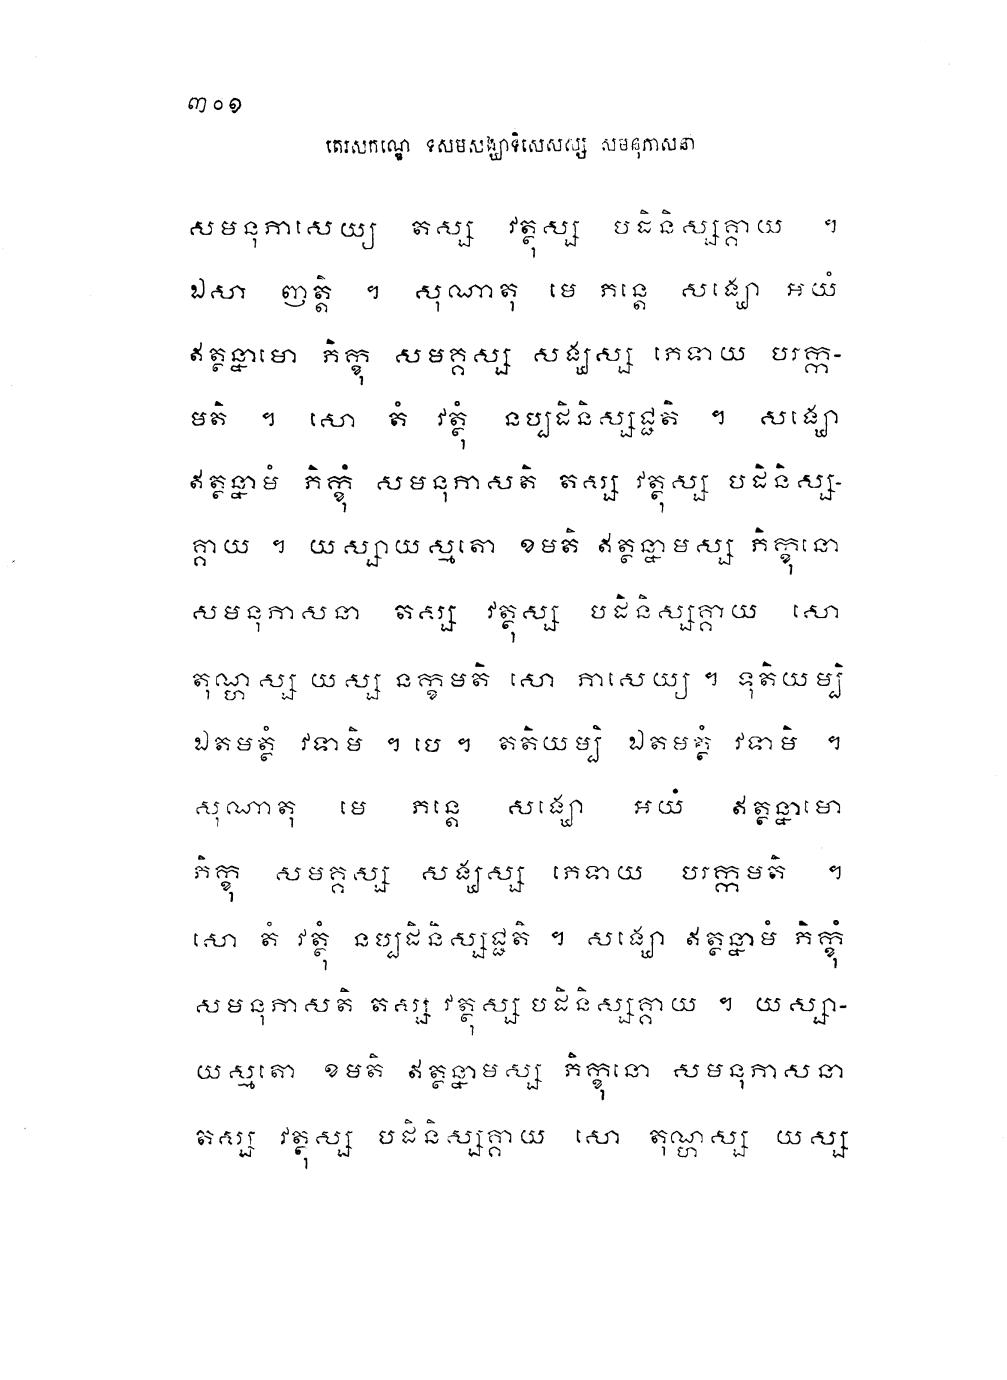 ៣០១
តេរសកណ្ឌេ ទសមសង្ឃាទិសេសស្ស សមនុភាសនា
សមនុភាសេយ្យ តស្ស វត្ថុស្ស បដិនិស្សគ្គាយ ។
ឯសា ញត្តិ ។ សុណាតុ មេ ភន្តេ សង្ឃោ អយំ
ឥត្ថន្នាមោ ភិក្ខុ សមគ្គស្ស សង្ឃស្ស ភេទាយ បរក្ក-
មតិ ។ សោ តំ វត្ថុំ នប្បដិនិស្សជ្ជតិ ។ សង្ឃោ
ឥត្ថន្នាមំ ភិក្ខុំ សមនុភាសតិ តស្ស វត្ថុស្ស បដិនិស្ស-
គ្គាយ ។ យស្សាយស្មតោ ខមតិ ឥត្ថន្នាមស្ស ភិក្ខុនោ
សមនុភាសនា តស្ស វត្ថុស្ស បដិនិស្សគ្គាយ សោ
តុណ្ហស្ស យស្ស នក្ខមតិ សោ ភាសេយ្យ ។ ទុតិយម្បិ
ឯតមត្ថំ វទាមិ ។ បេ ។ តតិយម្បិ ឯតមត្ថំ វទាមិ ។
សុណាតុ មេ ភន្តេ សង្ឃោ អយំ ឥត្ថន្នាមោ
ភិក្ខុ សមគ្គស្ស សង្ឃស្ស ភេទាយ បរក្កមតិ ។
សោ តំ វត្ថុំ នប្បដិនិស្សជ្ជតិ ។ សង្ឃោ ឥត្ថន្នាមំ ភិក្ខុំ
សមនុភាសតិ តស្ស វត្ថុស្ស បដិនិស្សគ្គាយ ។ យស្សា-
យស្មតោ ខមតិ ឥត្ថន្នាមស្ស ភិក្ខុនោ សមនុភាសនា
តស្ស វត្ថុស្ស បដិនិស្សគ្គាយ សោ តុណ្ហស្ស យស្ស